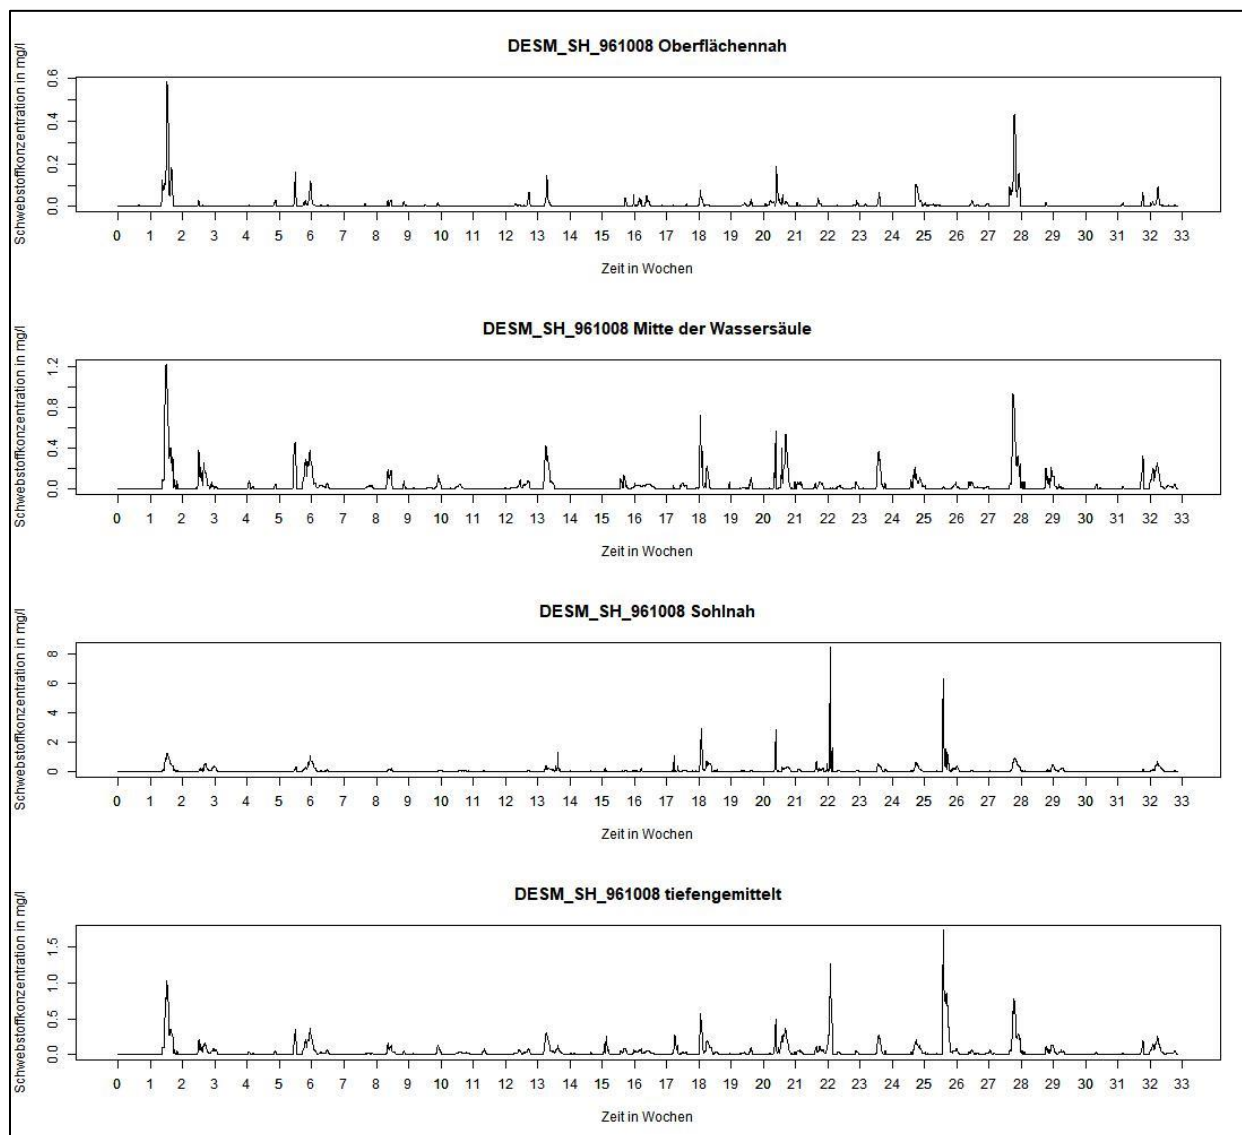 DESM_SH_961008 Oberflächennah
Schwebstoffkonzentration in mg/l
0.0 0.2 0.4 0.6
0 1 2 3 4 5 6 7 8 9 10 11 12 13 14 15 16 17 18 19 20 21 22 23 24 25 26 27 28 29 30 31 32 33
Zeit in Wochen
DESM_SH_961008 Mitte der Wassersäule
Schwebstoffkonzentration in mg/l
0.0 0.4 0.8 1.2
0 1 2 3 4 5 6 7 8 9 10 11 12 13 14 15 16 17 18 19 20 21 22 23 24 25 26 27 28 29 30 31 32 33
Zeit in Wochen
DESM_SH_961008 Sohlnah
Schwebstoffkonzentration in mg/l
0 2 4 6 8
0 1 2 3 4 5 6 7 8 9 10 11 12 13 14 15 16 17 18 19 20 21 22 23 24 25 26 27 28 29 30 31 32 33
Zeit in Wochen
DESM_SH_961008 tiefengemittelt
Schwebstoffkonzentration in mg/l
0.0 0.5 1.0 1.5
0 1 2 3 4 5 6 7 8 9 10 11 12 13 14 15 16 17 18 19 20 21 22 23 24 25 26 27 28 29 30 31 32 33
Zeit in Wochen